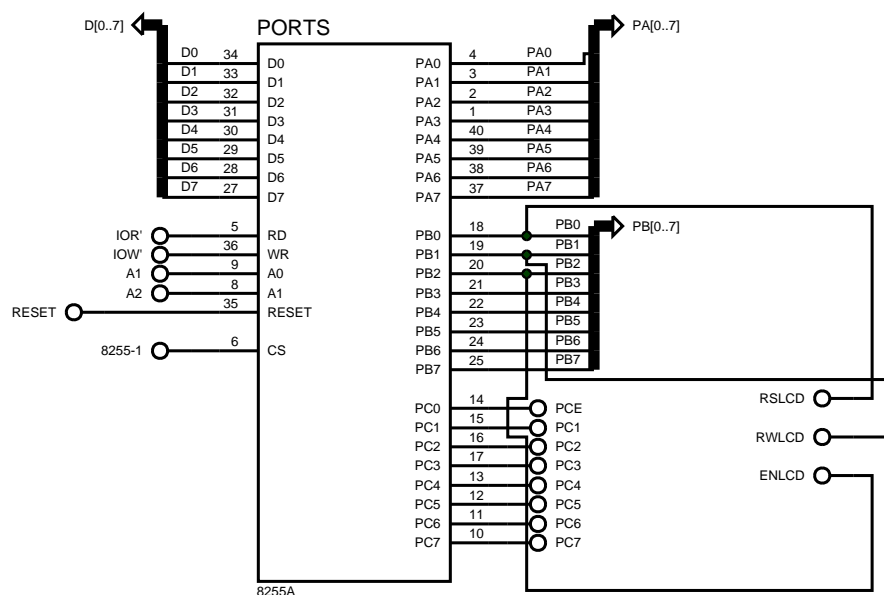 D[0..7]
PORTS
PA[0..7]
D0 34 D0 PA0 4 PA0
D1 33 D1 PA1 3 PA1
D2 32 D2 PA2 2 PA2
D3 31 D3 PA3 1 PA3
D4 30 D4 PA4 40 PA4
D5 29 D5 PA5 39 PA5
D6 28 D6 PA6 38 PA6
D7 27 D7 PA7 37 PA7
IOR' 5 RD PB0 18 PB0 PB[0..7]
IOW' 36 WR PB1 19 PB1
A1 9 A0 PB2 20 PB2
A2 8 A1 PB3 21 PB3
RESET 35 RESET PB4 22 PB4
PB5 23 PB5
8255-1 6 CS PB6 24 PB6
PB7 25 PB7
RSLCD
PC0 14 PCE
PC1 15 PC1
RWLCD
PC2 16 PC2
PC3 17 PC3
ENLCD
PC4 13 PC4
PC5 12 PC5
PC6 11 PC6
PC7 10 PC7
8255A